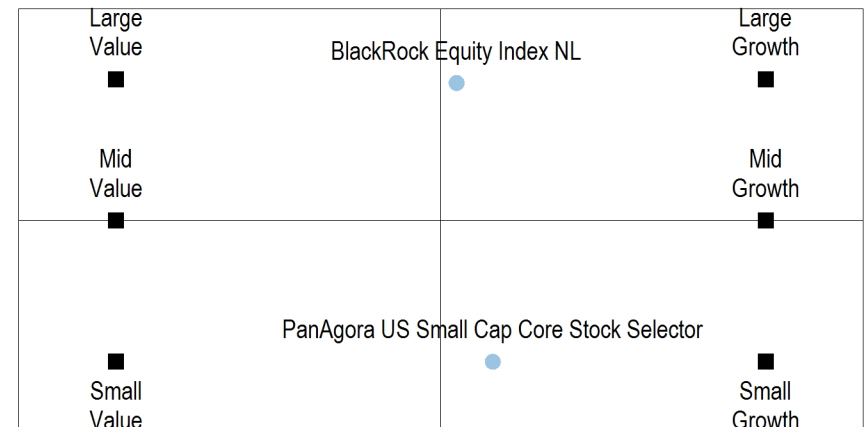 Large
Value
BlackRock Equity Index NL
Large
Growth
Mid
Value
Mid
Growth
PanAgora US Small Cap Core Stock Selector
Small
Value
Small
Growth